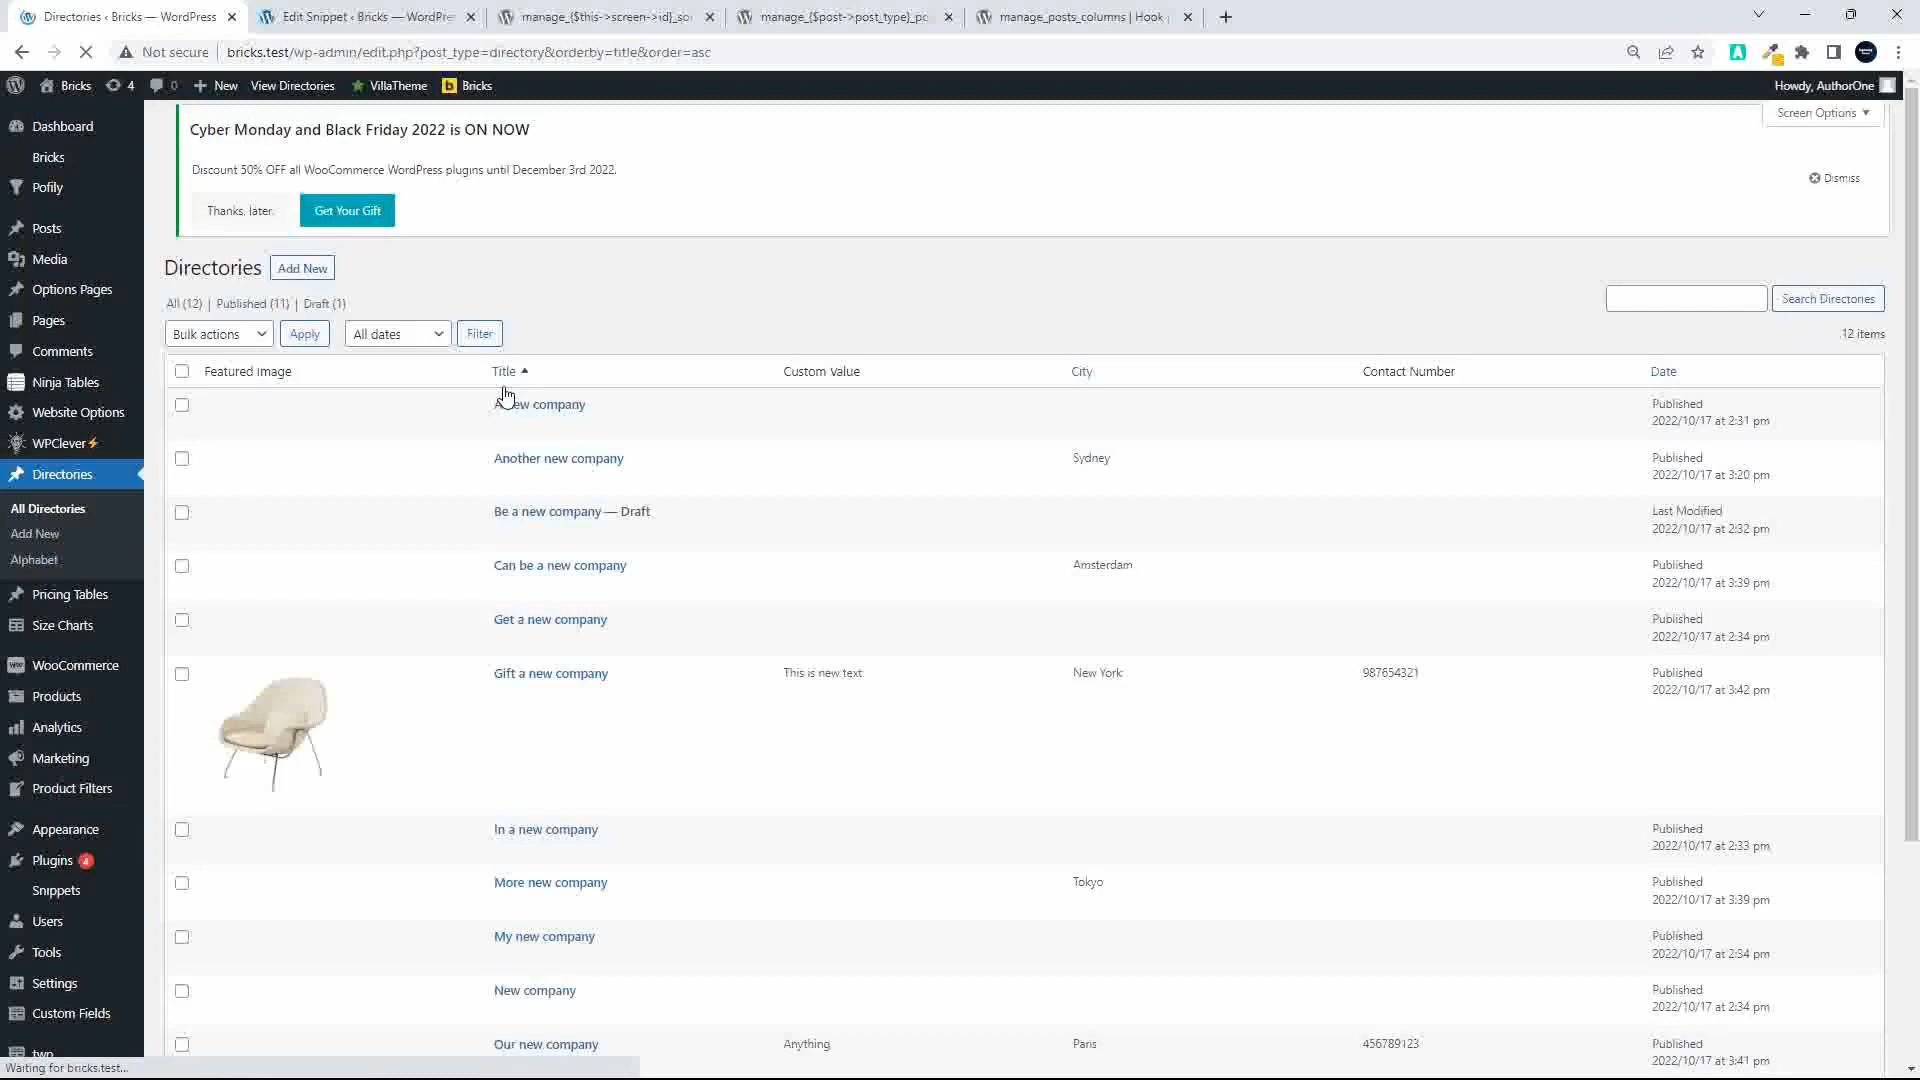 Directories ‹ Bricks — WordPress
Edit Snippet ‹ Bricks — WordPre
manage_{$this->screen->id}_so
manage_{$post->post_type}_po
manage_posts_columns | Hook
Not secure
bricks.test/wp-admin/edit.php?post_type=directory&orderby=title&order=asc
Bricks
4
0
New
View Directories
VillaTheme
b
Bricks
Howdy, AuthorOne
Dashboard
Bricks
Pofily
Posts
Media
Options Pages
Pages
Comments
Ninja Tables
Website Options
WPClever⚡
Directories
All Directories
Add New
Alphabet
Pricing Tables
Size Charts
WooCommerce
Products
Analytics
Marketing
Product Filters
Appearance
Plugins 4
Snippets
Users
Tools
Settings
Custom Fields
two
Cyber Monday and Black Friday 2022 is ON NOW
Discount 50% OFF all WooCommerce WordPress plugins until December 3rd 2022.
Thanks, later.
Get Your Gift
Dismiss
Screen Options ▼
Directories
Add New
All (12) | Published (11) | Draft (1)
Search Directories
Bulk actions
Apply
All dates
Filter
12 items
Featured Image Title Custom Value City Contact Number Date
A new company Published
2022/10/17 at 2:31 pm
Another new company Sydney Published
2022/10/17 at 3:20 pm
Be a new company — Draft Last Modified
2022/10/17 at 2:32 pm
Can be a new company Amsterdam Published
2022/10/17 at 3:39 pm
Get a new company Published
2022/10/17 at 2:34 pm
Gift a new company This is new text New York 987654321 Published
2022/10/17 at 3:42 pm
In a new company Published
2022/10/17 at 2:33 pm
More new company Tokyo Published
2022/10/17 at 3:39 pm
My new company Published
2022/10/17 at 2:34 pm
New company Published
2022/10/17 at 2:34 pm
Our new company Anything Paris 456789123 Published
2022/10/17 at 3:41 pm
Waiting for bricks.test...